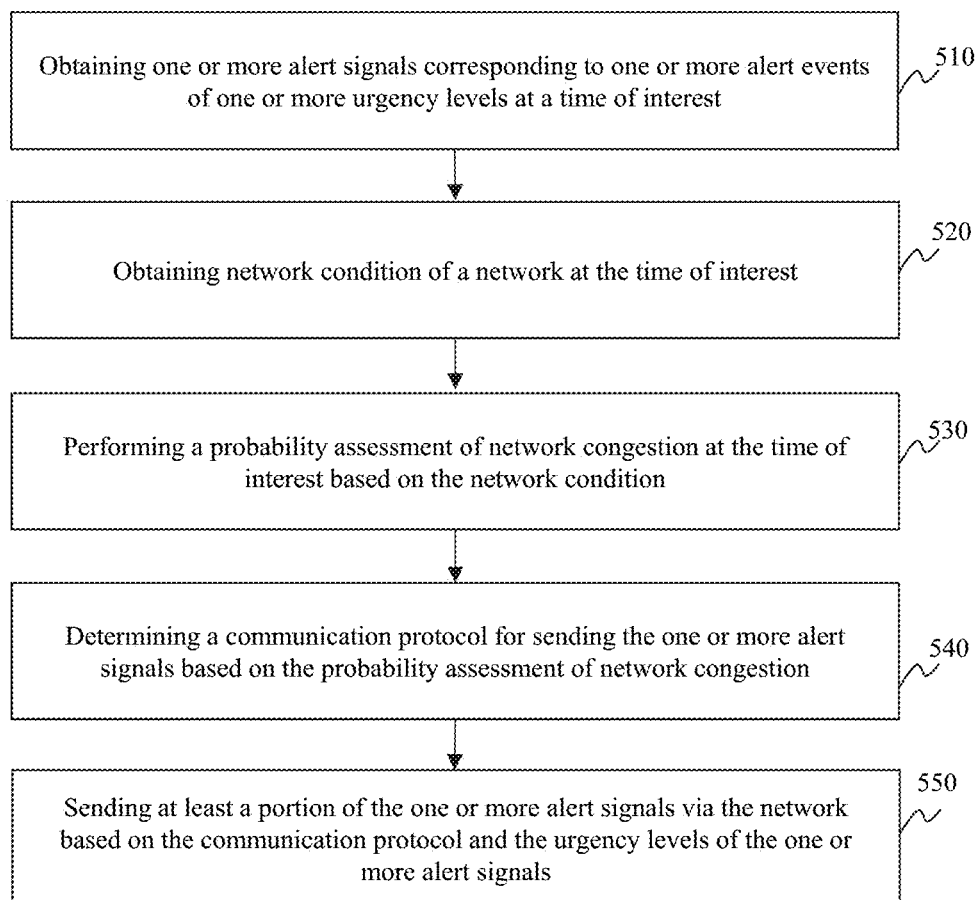 Obtaining one or more alert signals corresponding to one or more alert events
of one or more urgency levels at a time of interest
510
Obtaining network condition of a network at the time of interest
520
Performing a probability assessment of network congestion at the time of
interest based on the network condition
530
Determining a communication protocol for sending the one or more alert
signals based on the probability assessment of network congestion
540
Sending at least a portion of the one or more alert signals via the network
based on the communication protocol and the urgency levels of the one or
more alert signals
550